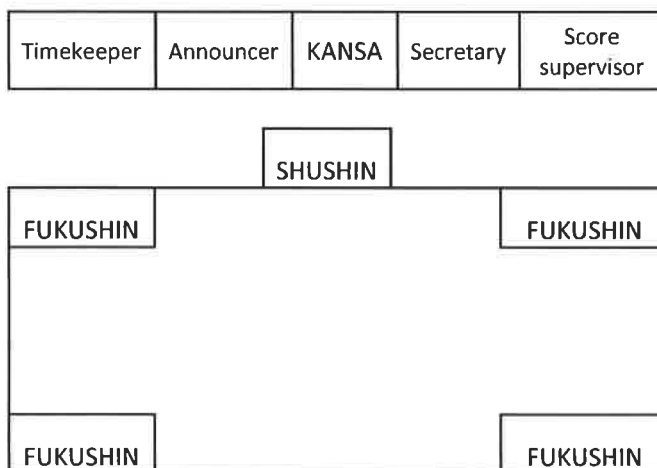 Timekeeper
Announcer
KANSA
Secretary
Score
supervisor
SHUSHIN
FUKUSHIN
FUKUSHIN
FUKUSHIN
FUKUSHIN